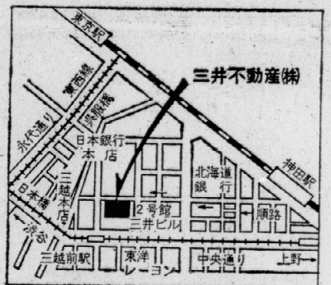 東京駅
三井不動産㈱
東西線
呉服橋
永代通り
日本銀行
本店
北海道
銀行
神田駅
三越
本店
日本橋
2号館
三井ビル
順路
渋谷
三越前駅
東洋
レーヨン
中央通り
上野